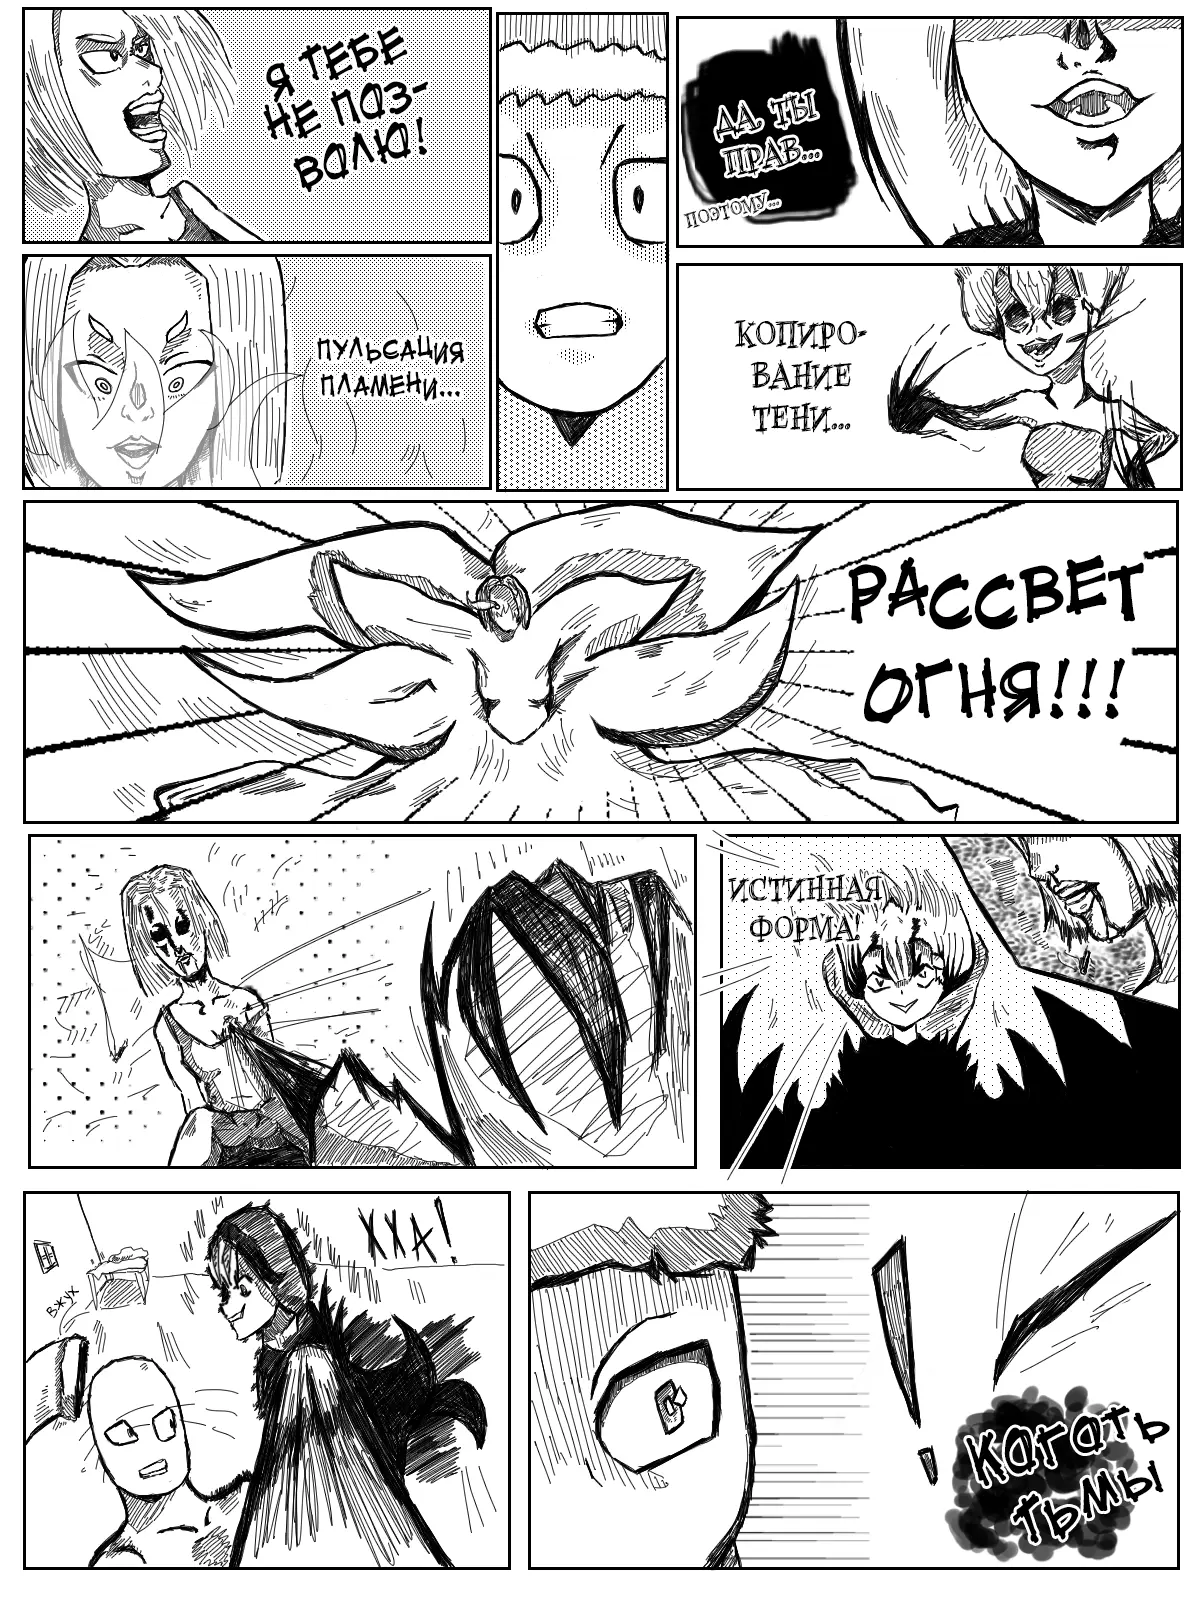 Я ТЕБЕ
НЕ ПОЗ-
ВОЛЮ!
ДА, ТЫ
ПРАВ...
ПОЭТОМУ...
ПУЛЬСАЦИЯ
ПЛАМЕНИ...
КОПИРО-
ВАНИЕ
ТЕНИ...
РАССВЕТ
ОГНЯ!!!
ИСТИННАЯ
ФОРМА!
ХХА!
ВЖУХ
!
КОГОТЬ
ТЬМЫ